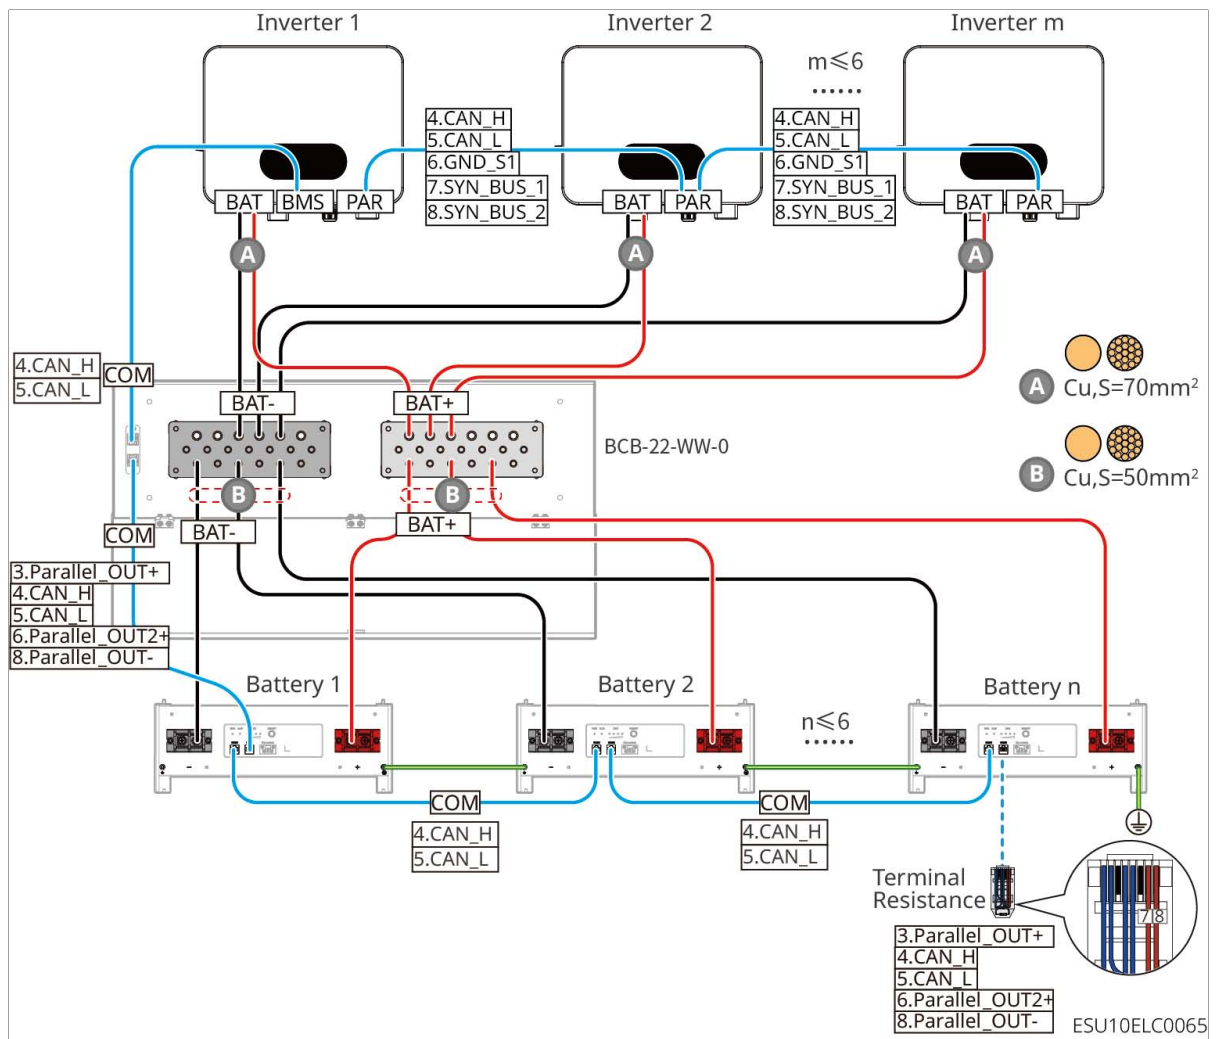 Inverter 1
Inverter 2
Inverter m
m≤6
......
4.CAN_H
5.CAN_L
6.GND_S1
7.SYN_BUS_1
8.SYN_BUS_2
4.CAN_H
5.CAN_L
6.GND_S1
7.SYN_BUS_1
8.SYN_BUS_2
BAT BMS PAR
BAT PAR
BAT PAR
A
A
A
4.CAN_H
5.CAN_L
COM
BAT-
BAT+
A Cu,S=70mm²
BCB-22-WW-0
B Cu,S=50mm²
B
B
COM
BAT-
BAT+
3.Parallel_OUT+
4.CAN_H
5.CAN_L
6.Parallel_OUT2+
8.Parallel_OUT-
Battery 1
Battery 2
Battery n
n≤6
......
- +
- +
- +
COM
4.CAN_H
5.CAN_L
COM
4.CAN_H
5.CAN_L
Terminal
Resistance
7 8
3.Parallel_OUT+
4.CAN_H
5.CAN_L
6.Parallel_OUT2+
8.Parallel_OUT-
ESU10ELC0065